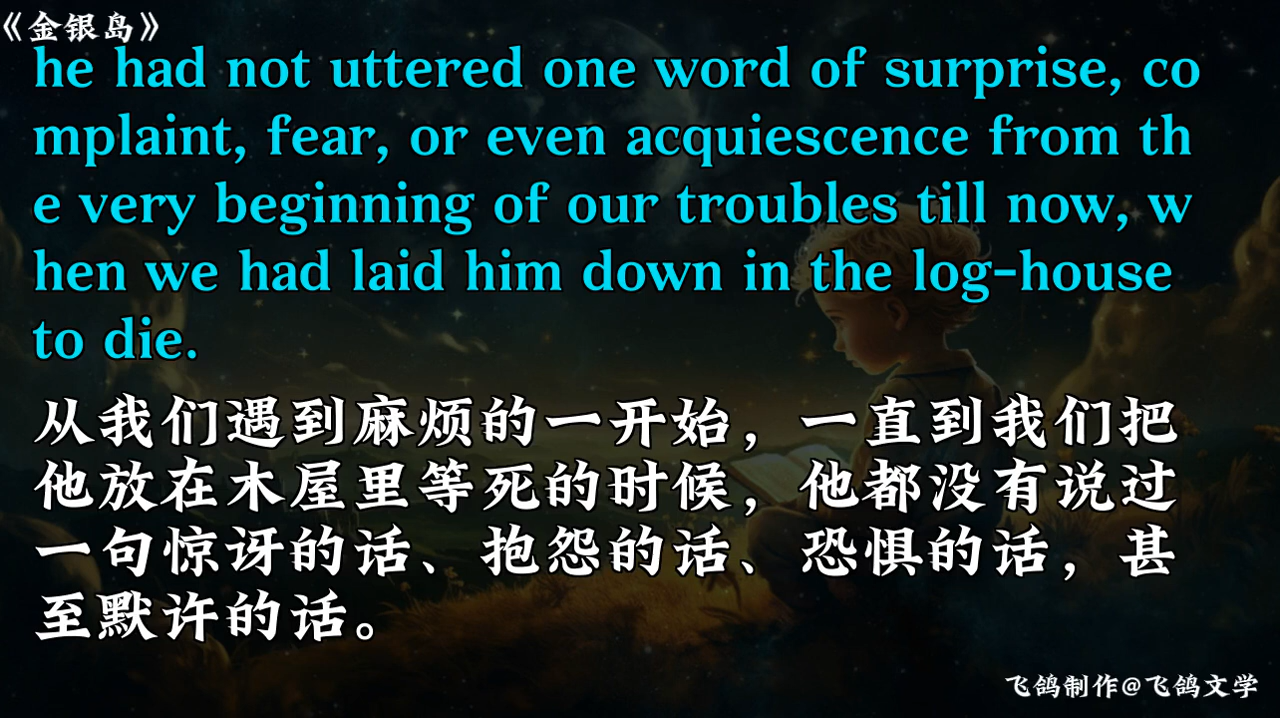 《金银岛》
he had not uttered one word of surprise, co
mplaint, fear, or even acquiescence from th
e very beginning of our troubles till now, w
hen we had laid him down in the log-house
to die.
从我们遇到麻烦的一开始，一直到我们把
他放在木屋里等死的时候，他都没有说过
一句惊讶的话、抱怨的话、恐惧的话，甚
至默许的话。
飞鸽制作@飞鸽文学